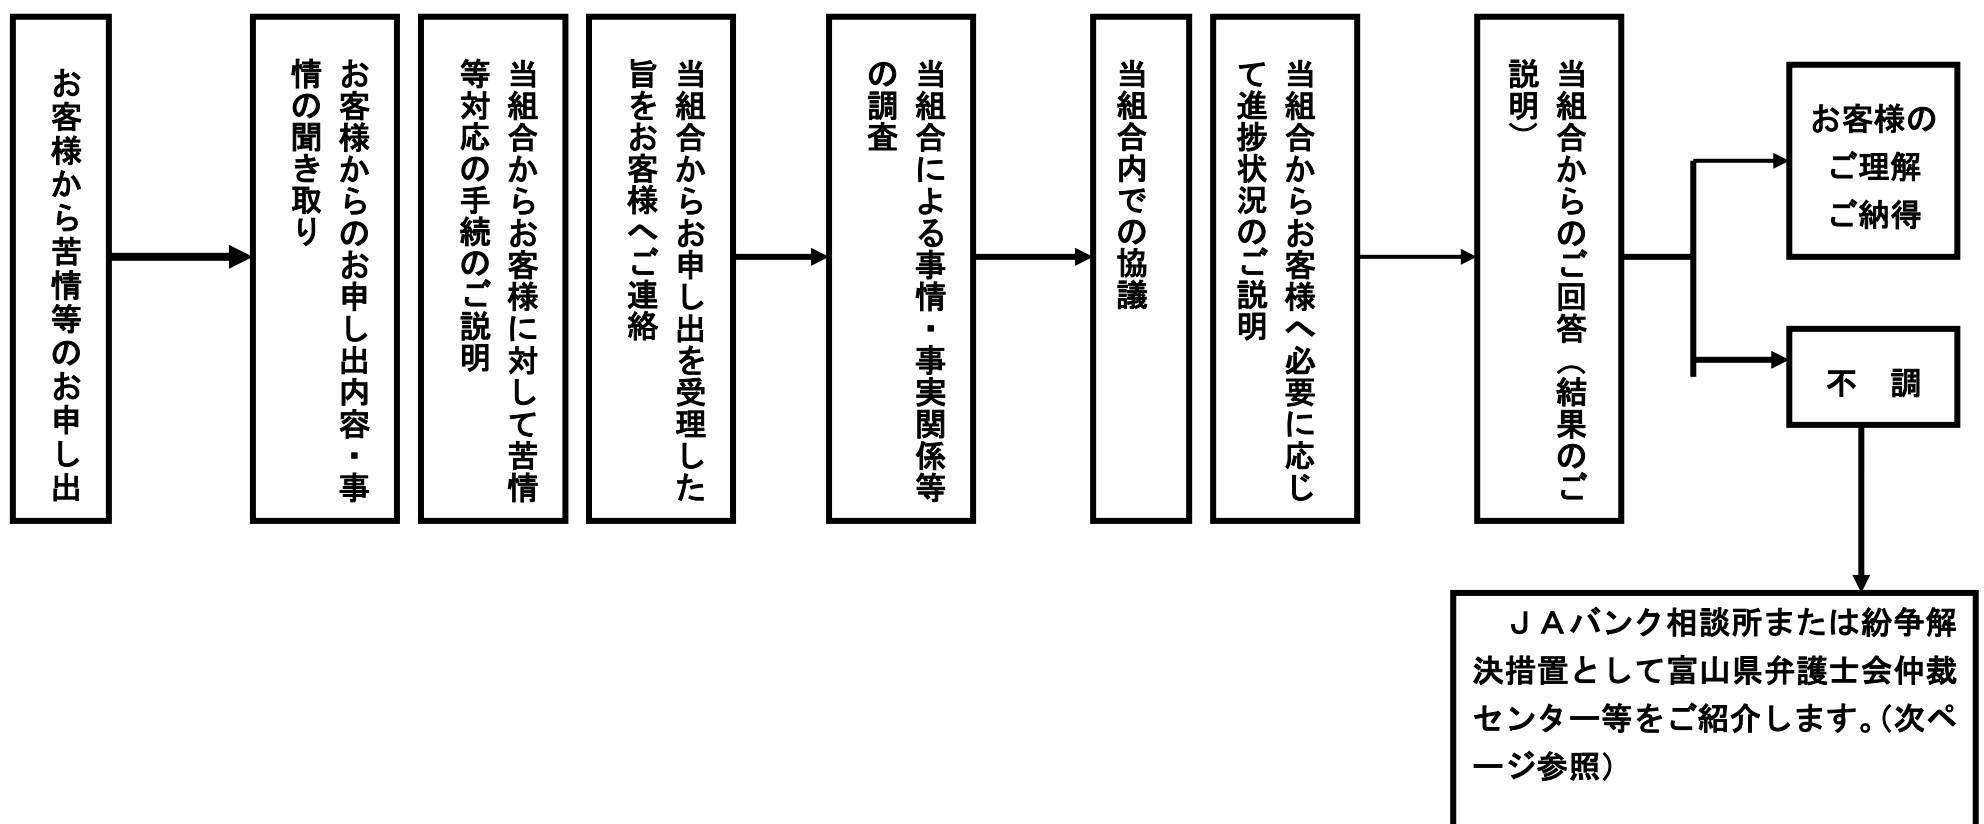 お客様から苦情等のお申し出
お客様からのお申し出内容・事
情の聞き取り
当組合からお客様に対して苦情
等対応の手続のご説明
当組合からお申し出を受理した
旨をお客様へご連絡
当組合による事情・事実関係等
の調査
当組合内での協議
当組合からお客様へ必要に応じ
て進捗状況のご説明
当組合からのご回答（結果のご
説明）
お客様の
ご理解
ご納得
不　調
ＪＡバンク相談所または紛争解
決措置として富山県弁護士会仲裁
センター等をご紹介します。（次ペ
ージ参照）